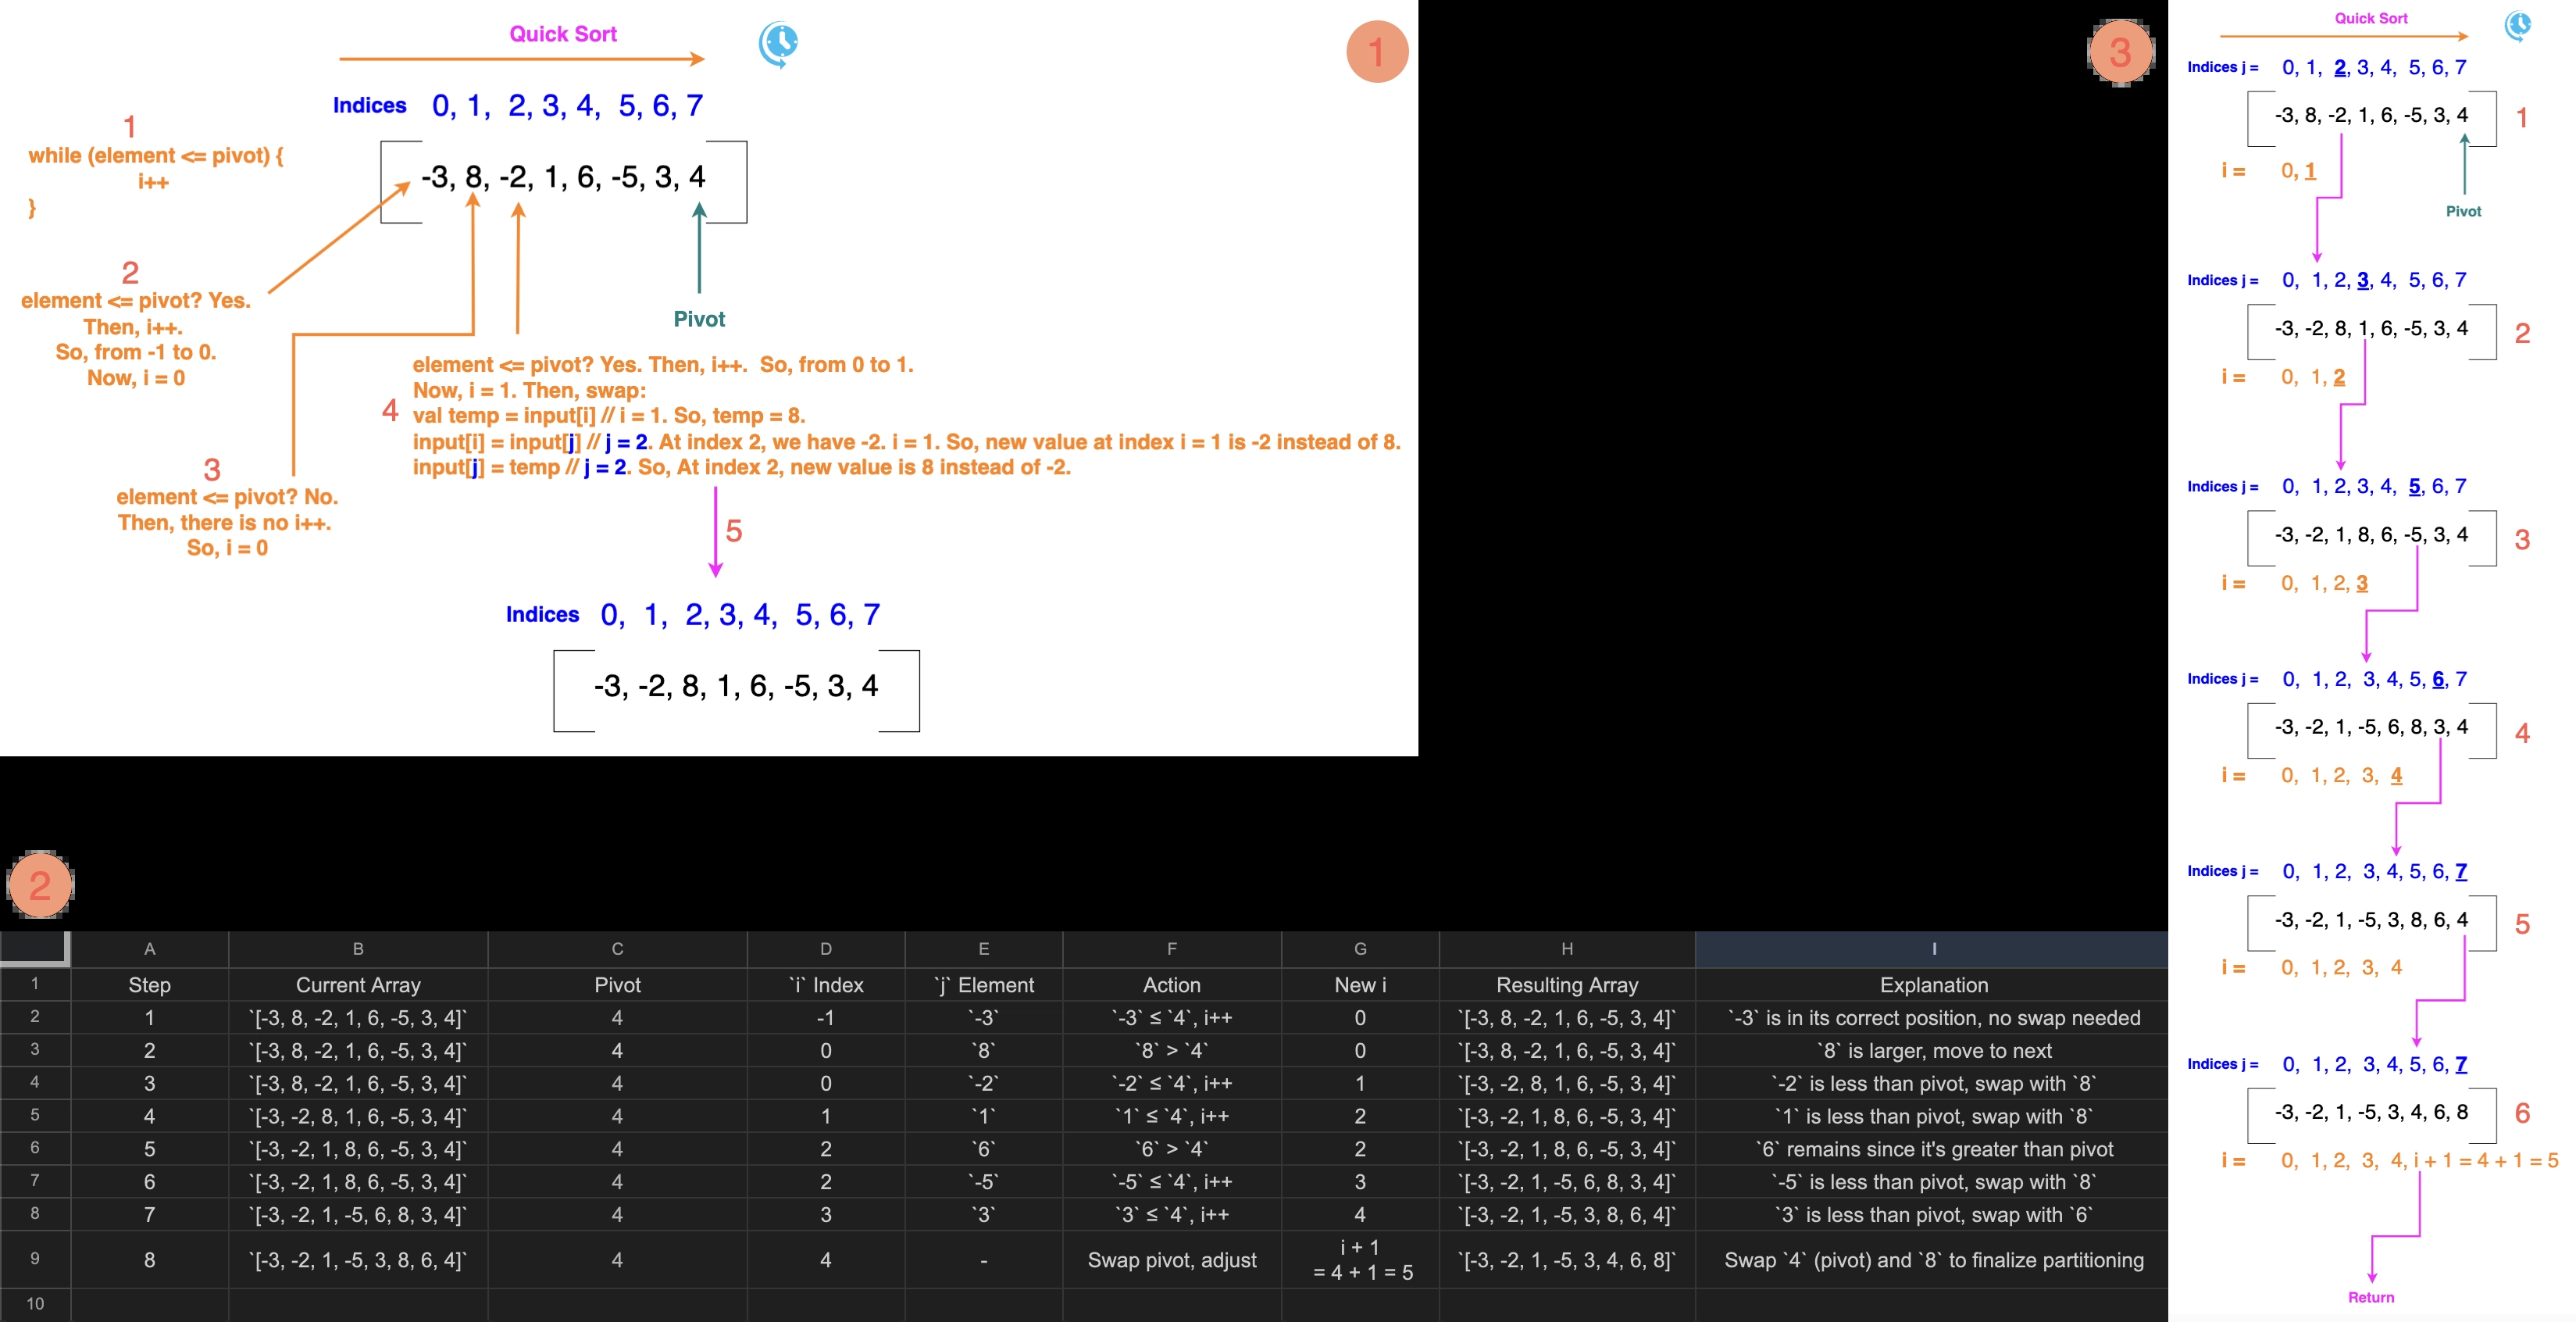 1
Quick Sort
Indices 0, 1, 2, 3, 4, 5, 6, 7
-3, 8, -2, 1, 6, -5, 3, 4
Pivot
1
while (element <= pivot) {
i++
}
2
element <= pivot? Yes.
Then, i++.
So, from -1 to 0.
Now, i = 0
3
element <= pivot? No.
Then, there is no i++.
So, i = 0
4
element <= pivot? Yes. Then, i++. So, from 0 to 1.
Now, i = 1. Then, swap:
val temp = input[i] // i = 1. So, temp = 8.
input[i] = input[j] // j = 2. At index 2, we have -2. i = 1. So, new value at index i = 1 is -2 instead of 8.
input[j] = temp // j = 2. So, At index 2, new value is 8 instead of -2.
5
Indices 0, 1, 2, 3, 4, 5, 6, 7
-3, -2, 8, 1, 6, -5, 3, 4
2
A B C D E F G H I
1 Step Current Array Pivot `i` Index `j` Element Action New i Resulting Array Explanation
2 1 `[-3, 8, -2, 1, 6, -5, 3, 4]` 4 -1 `-3` `-3` ≤ `4`, i++ 0 `[-3, 8, -2, 1, 6, -5, 3, 4]` `-3` is in its correct position, no swap needed
3 2 `[-3, 8, -2, 1, 6, -5, 3, 4]` 4 0 `8` `8` > `4` 0 `[-3, 8, -2, 1, 6, -5, 3, 4]` `8` is larger, move to next
4 3 `[-3, 8, -2, 1, 6, -5, 3, 4]` 4 0 `-2` `-2` ≤ `4`, i++ 1 `[-3, -2, 8, 1, 6, -5, 3, 4]` `-2` is less than pivot, swap with `8`
5 4 `[-3, -2, 8, 1, 6, -5, 3, 4]` 4 1 `1` `1` ≤ `4`, i++ 2 `[-3, -2, 1, 8, 6, -5, 3, 4]` `1` is less than pivot, swap with `8`
6 5 `[-3, -2, 1, 8, 6, -5, 3, 4]` 4 2 `6` `6` > `4` 2 `[-3, -2, 1, 8, 6, -5, 3, 4]` `6` remains since it's greater than pivot
7 6 `[-3, -2, 1, 8, 6, -5, 3, 4]` 4 2 `-5` `-5` ≤ `4`, i++ 3 `[-3, -2, 1, -5, 6, 8, 3, 4]` `-5` is less than pivot, swap with `8`
8 7 `[-3, -2, 1, -5, 6, 8, 3, 4]` 4 3 `3` `3` ≤ `4`, i++ 4 `[-3, -2, 1, -5, 3, 8, 6, 4]` `3` is less than pivot, swap with `6`
9 8 `[-3, -2, 1, -5, 3, 8, 6, 4]` 4 4 - Swap pivot, adjust i + 1 = 4 + 1 = 5 `[-3, -2, 1, -5, 3, 4, 6, 8]` Swap `4` (pivot) and `8` to finalize partitioning
10
3
Quick Sort
Indices j = 0, 1, 2, 3, 4, 5, 6, 7
-3, 8, -2, 1, 6, -5, 3, 4 1
i = 0, 1
Pivot
Indices j = 0, 1, 2, 3, 4, 5, 6, 7
-3, -2, 8, 1, 6, -5, 3, 4 2
i = 0, 1, 2
Indices j = 0, 1, 2, 3, 4, 5, 6, 7
-3, -2, 1, 8, 6, -5, 3, 4 3
i = 0, 1, 2, 3
Indices j = 0, 1, 2, 3, 4, 5, 6, 7
-3, -2, 1, -5, 6, 8, 3, 4 4
i = 0, 1, 2, 3, 4
Indices j = 0, 1, 2, 3, 4, 5, 6, 7
-3, -2, 1, -5, 3, 8, 6, 4 5
i = 0, 1, 2, 3, 4
Indices j = 0, 1, 2, 3, 4, 5, 6, 7
-3, -2, 1, -5, 3, 4, 6, 8 6
i = 0, 1, 2, 3, 4, i + 1 = 4 + 1 = 5
Return